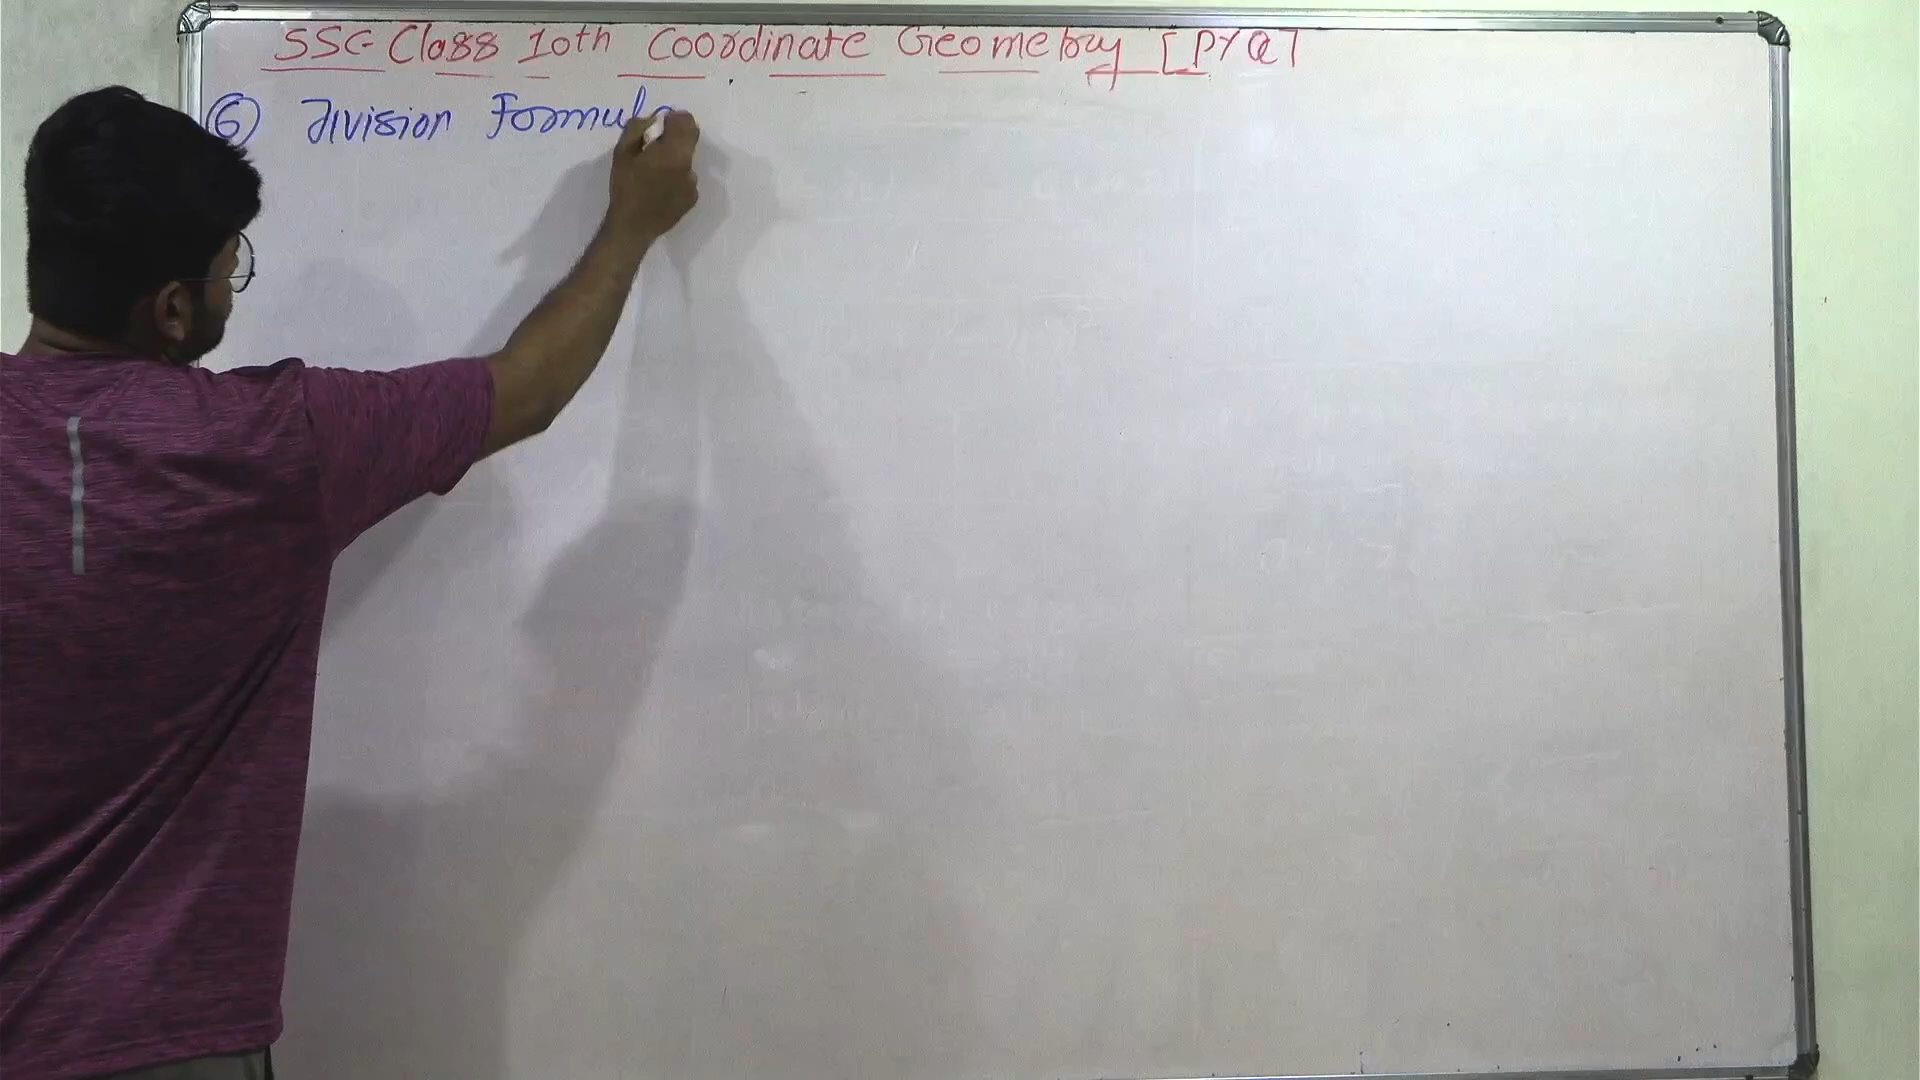 SSC Class 10th Coordinate Geometry [PYQ]
⑥ Division Formula